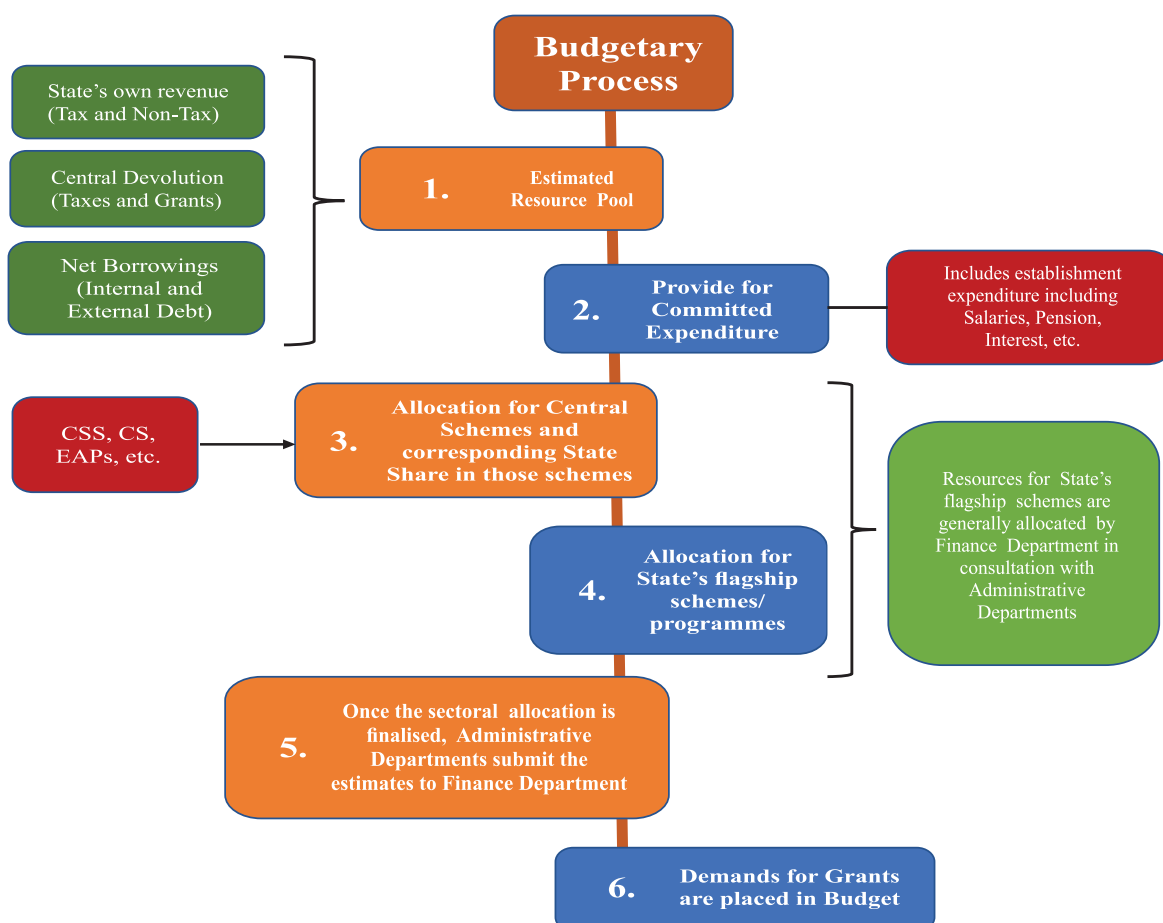 Budgetary
Process
State's own revenue
(Tax and Non-Tax)
Central Devolution
(Taxes and Grants)
Net Borrowings
(Internal and
External Debt)
1.
Estimated
Resource Pool
2.
Provide for
Committed
Expenditure
Includes establishment
expenditure including
Salaries, Pension,
Interest, etc.
CSS, CS,
EAPs, etc.
3.
Allocation for Central
Schemes and
corresponding State
Share in those schemes
4.
Allocation for
State's flagship
schemes/
programmes
Resources for State's
flagship schemes are
generally allocated by
Finance Department in
consultation with
Administrative
Departments
5.
Once the sectoral allocation is
finalised, Administrative
Departments submit the
estimates to Finance Department
6.
Demands for Grants
are placed in Budget